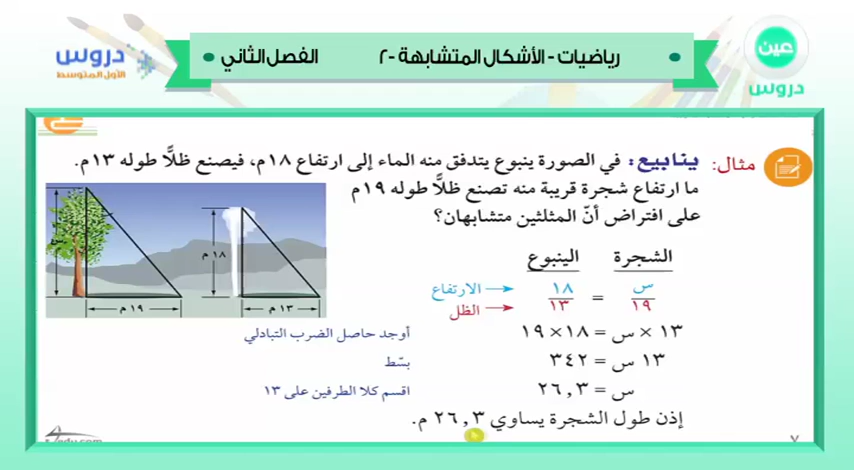 عين
دروس
رياضيات - الأشكال المتشابهة -٢
الفصل الثاني
دروس
الأول المتوسط
مثال:
ينابيع: في الصورة ينبوع يتدفق منه الماء إلى ارتفاع ١٨م، فيصنع ظلًّا طوله ١٣م.
ما ارتفاع شجرة قريبة منه تصنع ظلًّا طوله ١٩م
على افتراض أنّ المثلثين متشابهان؟
١٨ م
١٣ م
١٩ م
الشجرة الينبوع
س/١٩ = ١٨/١٣
الارتفاع
الظل
١٣ × س = ١٨ × ١٩
أوجد حاصل الضرب التبادلي
١٣ س = ٣٤٢
بسّط
س = ٢٦,٣
اقسم كلا الطرفين على ١٣
إذن طول الشجرة يساوي ٢٦,٣ م.
٧